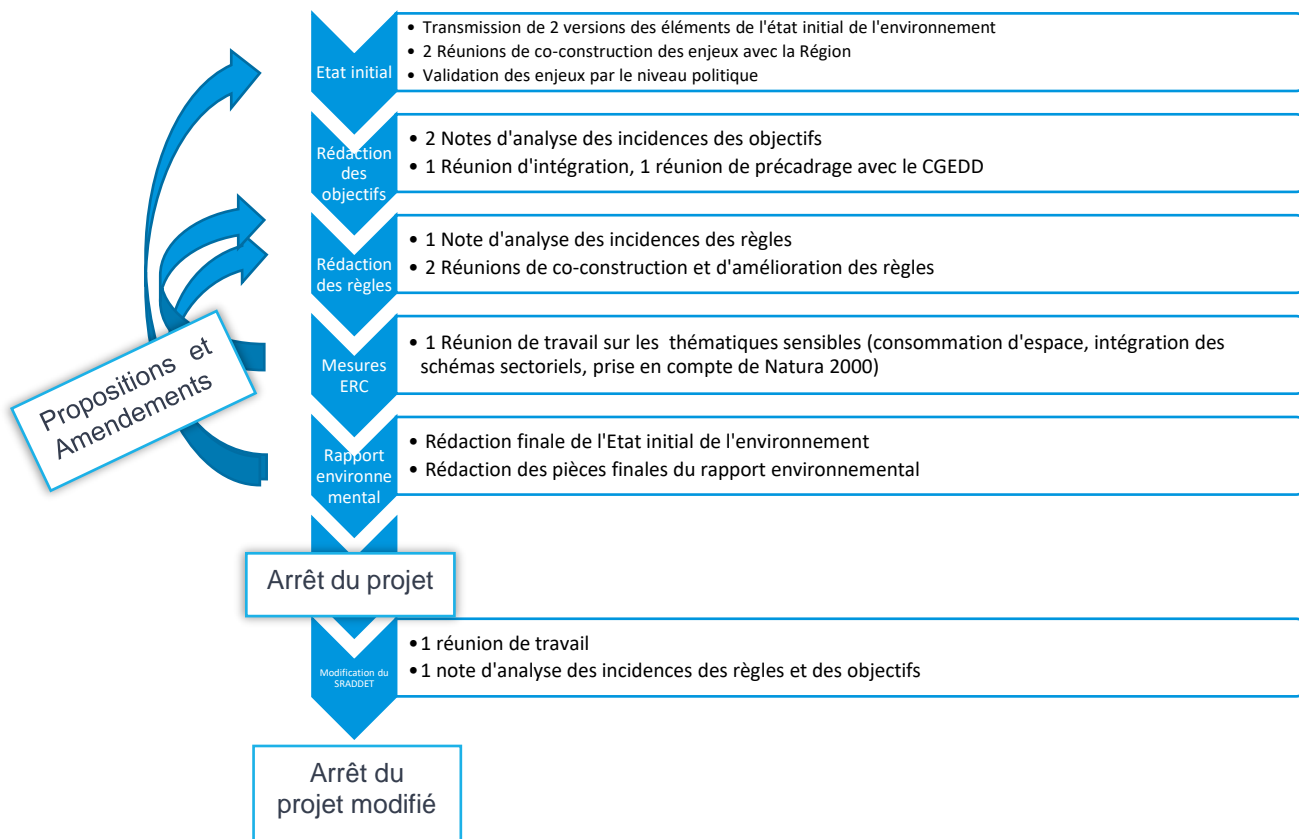 • Transmission de 2 versions des éléments de l'état initial de l'environnement
• 2 Réunions de co-construction des enjeux avec la Région
Etat initial
• Validation des enjeux par le niveau politique
• 2 Notes d'analyse des incidences des objectifs
Rédaction
des
objectifs
• 1 Réunion d'intégration, 1 réunion de précadrage avec le CGEDD
• 1 Note d'analyse des incidences des règles
Rédaction
des règles
• 2 Réunions de co-construction et d'amélioration des règles
Propositions et
Amendements
• 1 Réunion de travail sur les thématiques sensibles (consommation d'espace, intégration des
schémas sectoriels, prise en compte de Natura 2000)
Mesures
ERC
• Rédaction finale de l'Etat initial de l'environnement
Rapport
environne
mental
• Rédaction des pièces finales du rapport environnemental
Arrêt du projet
•1 réunion de travail
Modification du
SRADDET
•1 note d'analyse des incidences des règles et des objectifs
Arrêt du
projet modifié